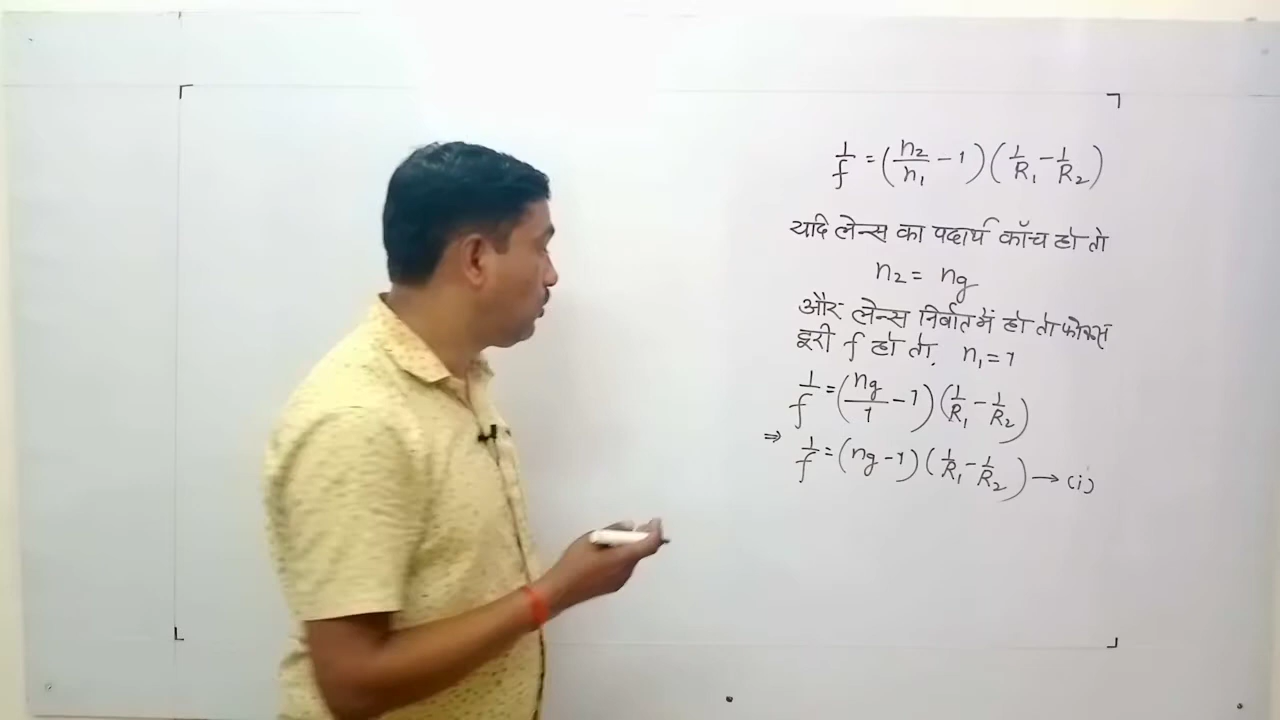 1/f = (n₂/n₁ - 1) (1/R₁ - 1/R₂)
यदि लेन्स का पदार्थ काँच हो तो
n₂ = ng
और लेन्स निर्वात में हो तो फोकस
दूरी f हो तो. n₁ = 1
1/f = (ng/1 - 1) (1/R₁ - 1/R₂)
⇒ 1/f = (ng - 1) (1/R₁ - 1/R₂) → (i)